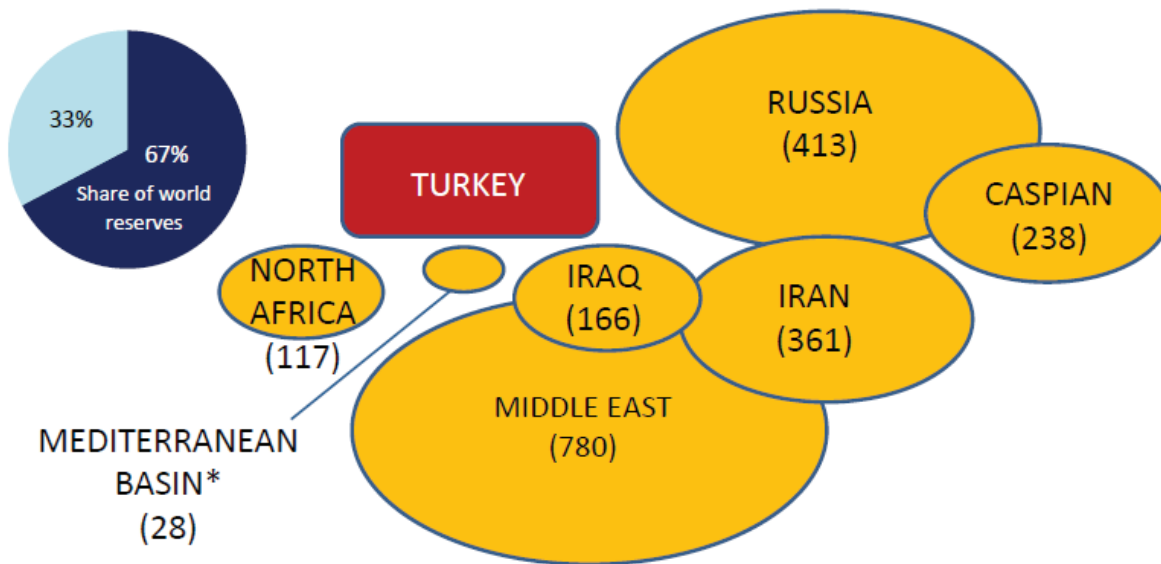 33%
67%
Share of world
reserves
TURKEY
RUSSIA
(413)
CASPIAN
(238)
NORTH
AFRICA
(117)
IRAQ
(166)
IRAN
(361)
MIDDLE EAST
(780)
MEDITERRANEAN
BASIN*
(28)